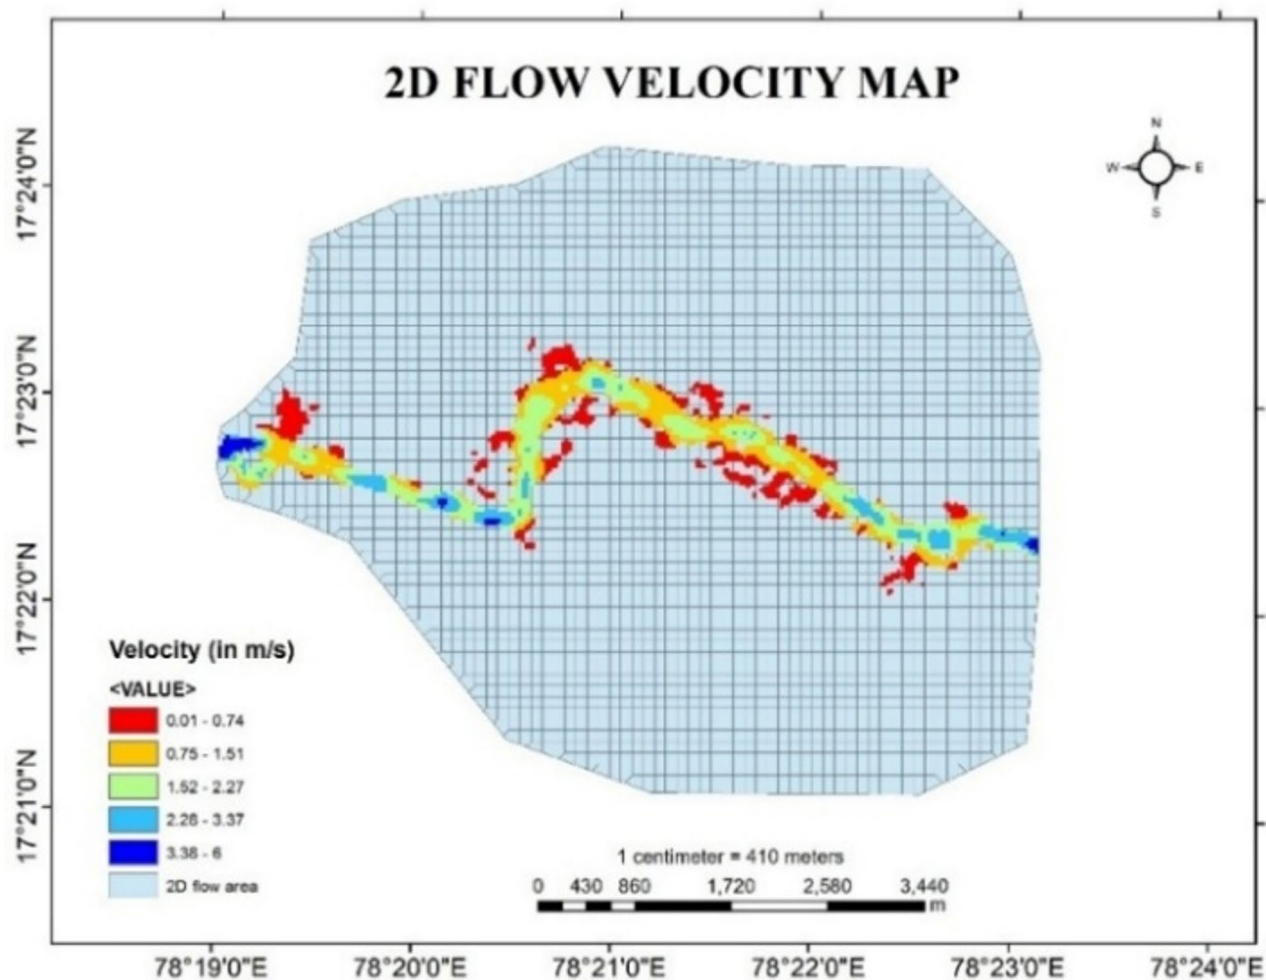 2D FLOW VELOCITY MAP
N
W E
S
17°24'0"N
17°23'0"N
17°22'0"N
17°21'0"N
Velocity (in m/s)
<VALUE>
0.01 - 0.74
0.75 - 1.51
1.52 - 2.27
2.28 - 3.37
3.38 - 6
2D flow area
1 centimeter = 410 meters
0 430 860 1,720 2,580 3,440
m
78°19'0"E 78°20'0"E 78°21'0"E 78°22'0"E 78°23'0"E 78°24'0"E